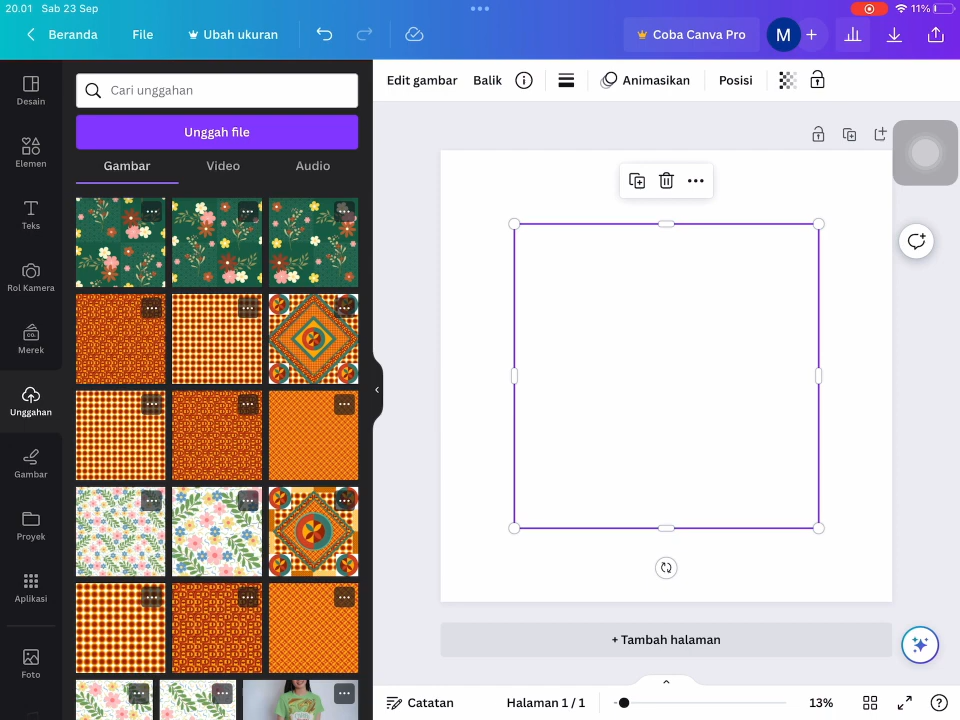 20.01 Sab 23 Sep
11%
Beranda File Ubah ukuran Coba Canva Pro M
Edit gambar Balik Animasikan Posisi
Cari unggahan
Unggah file
Gambar Video Audio
Desain
Elemen
Teks
Rol Kamera
CO.
Merek
Unggahan
Gambar
Proyek
Aplikasi
Foto
+ Tambah halaman
Catatan Halaman 1 / 1 13%